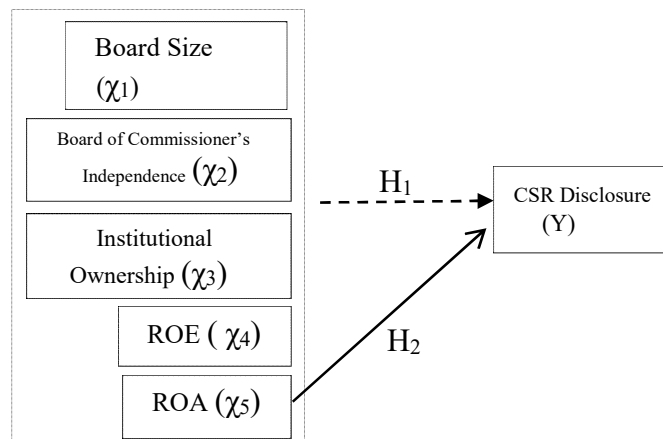 Board Size
(χ1)
Board of Commissioner’s
Independence (χ2)
Institutional
Ownership (χ3)
ROE ( χ4)
ROA (χ5)
H1
CSR Disclosure
(Y)
H2